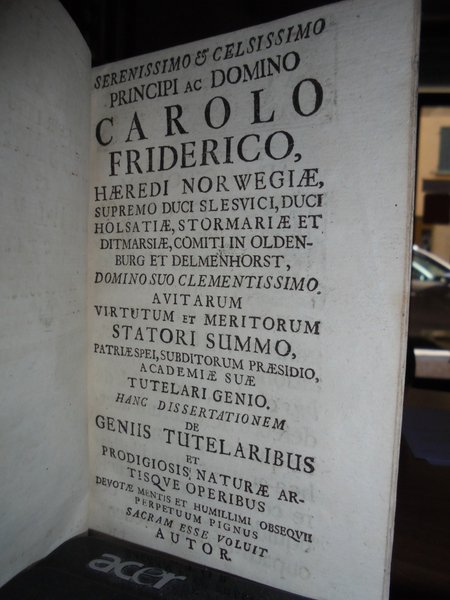 SERENISSIMO & CELSISSIMO
PRINCIPI AC DOMINO
CAROLO
FRIDERICO,
HÆREDI NORWEGIÆ,
SUPREMO DUCI SLESVICI, DUCI
HOLSATIÆ, STORMARIÆ ET
DITMARSIÆ, COMITI IN OLDEN-
BURG ET DELMENHORST,
DOMINO SUO CLEMENTISSIMO.
AVITARUM
VIRTUTUM ET MERITORUM
STATORI SUMMO,
PATRIÆ SPEI, SUBDITORUM PRÆSIDIO,
ACADEMIÆ SUÆ
TUTELARI GENIO.
HANC DISSERTATIONEM
DE
GENIIS TUTELARIBUS
ET
PRODIGIOSIS NATURÆ AR-
TISQVE OPERIBUS
DEVOTÆ MENTIS ET HUMILLIMI OBSEQVII
PERPETUUM PIGNUS
SACRAM ESSE VOLUIT
AUTOR.
acer